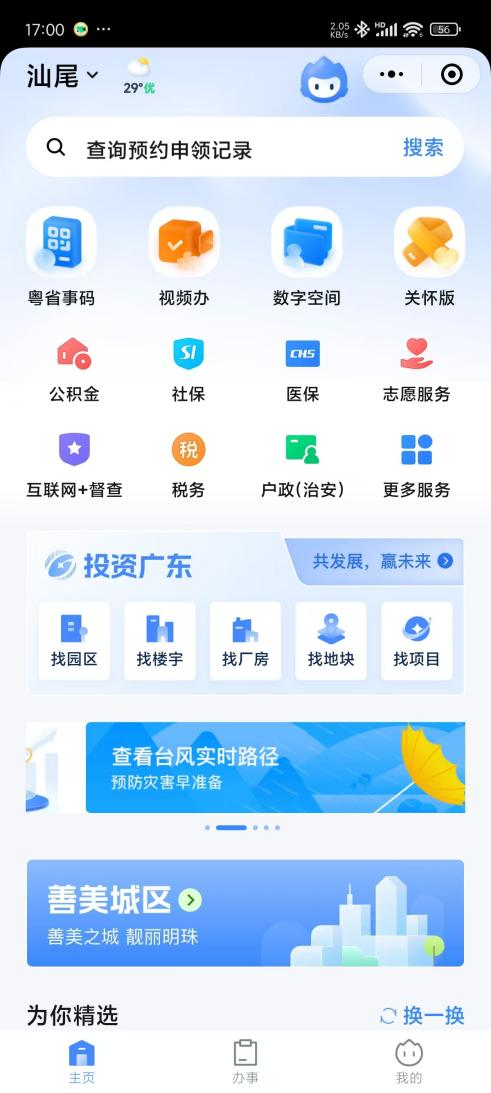 17:00
2.05
KB/s
HD
6
56
汕尾
29°优
查询预约申领记录
搜索
粤省事码
视频办
数字空间
关怀版
SI
CHS
公积金
社保
医保
志愿服务
税
互联网+督查
税务
户政(治安)
更多服务
投资广东
共发展，赢未来
找园区
找楼宇
找厂房
找地块
找项目
查看台风实时路径
预防灾害早准备
善美城区
善美之城 靓丽明珠
为你精选
换一换
主页
办事
我的